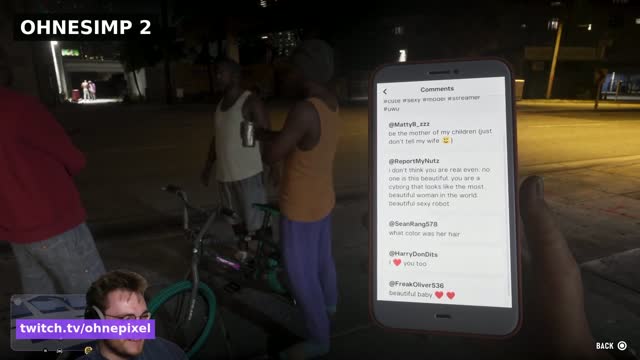 OHNESIMP 2
Comments
#cute #sexy #model #streamer
#uwu
@MattyB_zzz
be the mother of my children (just
don't tell my wife 😉)
@ReportMyNutz
i don't think you are real even. no
one is this beautiful. you are a
cyborg that looks like the most
beautiful woman in the world.
beautiful sexy robot
@SeanRang578
what color was her hair
@HarryDonDits
i ❤️ you too
@FreakOliver536
beautiful baby ❤️ ❤️
twitch.tv/ohnepixel
BACK